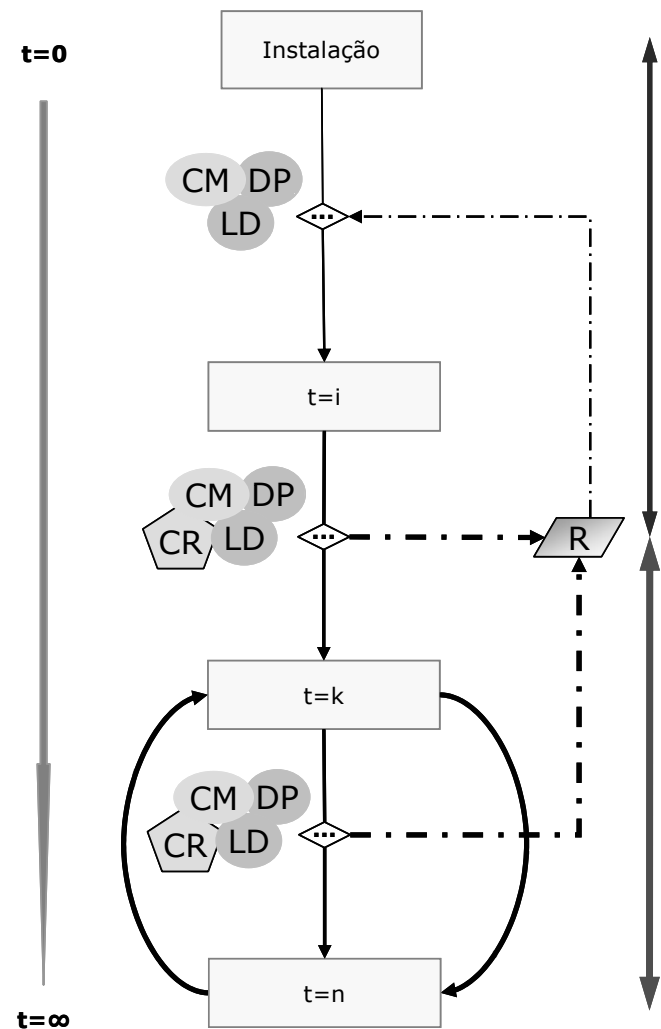 Instalação
t=0
CM DP
LD
...
t=i
CM DP
CR LD
...
R
t=k
CM DP
CR LD
...
t=n
t=∞